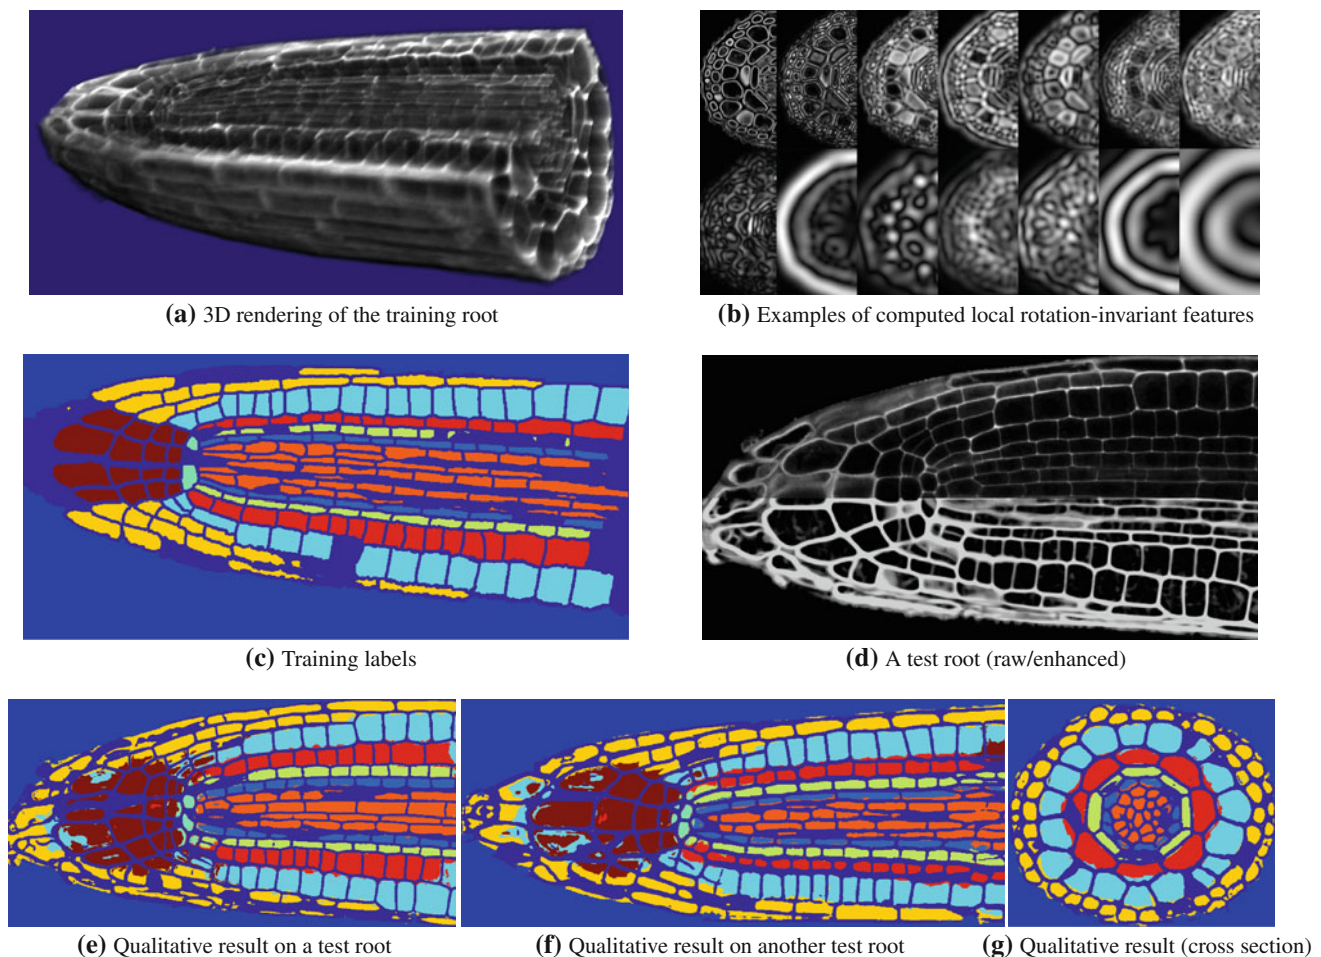 (a) 3D rendering of the training root
(b) Examples of computed local rotation-invariant features
(c) Training labels
(d) A test root (raw/enhanced)
(e) Qualitative result on a test root
(f) Qualitative result on another test root
(g) Qualitative result (cross section)